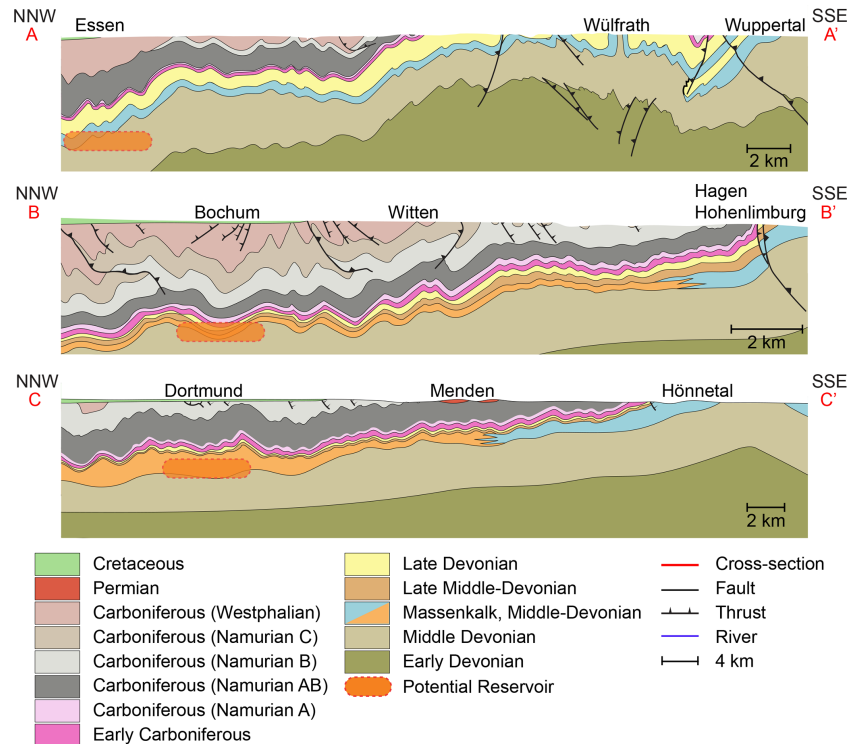 NNW
SSE
A
Essen
Wülfrath
Wuppertal
A'
2 km
NNW
Hagen
SSE
B
Bochum
Witten
Hohenlimburg
B'
2 km
NNW
SSE
C
Dortmund
Menden
Hönnetal
C'
2 km
Cretaceous
Permian
Carboniferous (Westphalian)
Carboniferous (Namurian C)
Carboniferous (Namurian B)
Carboniferous (Namurian AB)
Carboniferous (Namurian A)
Early Carboniferous
Late Devonian
Late Middle-Devonian
Massenkalk, Middle-Devonian
Middle Devonian
Early Devonian
Potential Reservoir
Cross-section
Fault
Thrust
River
4 km